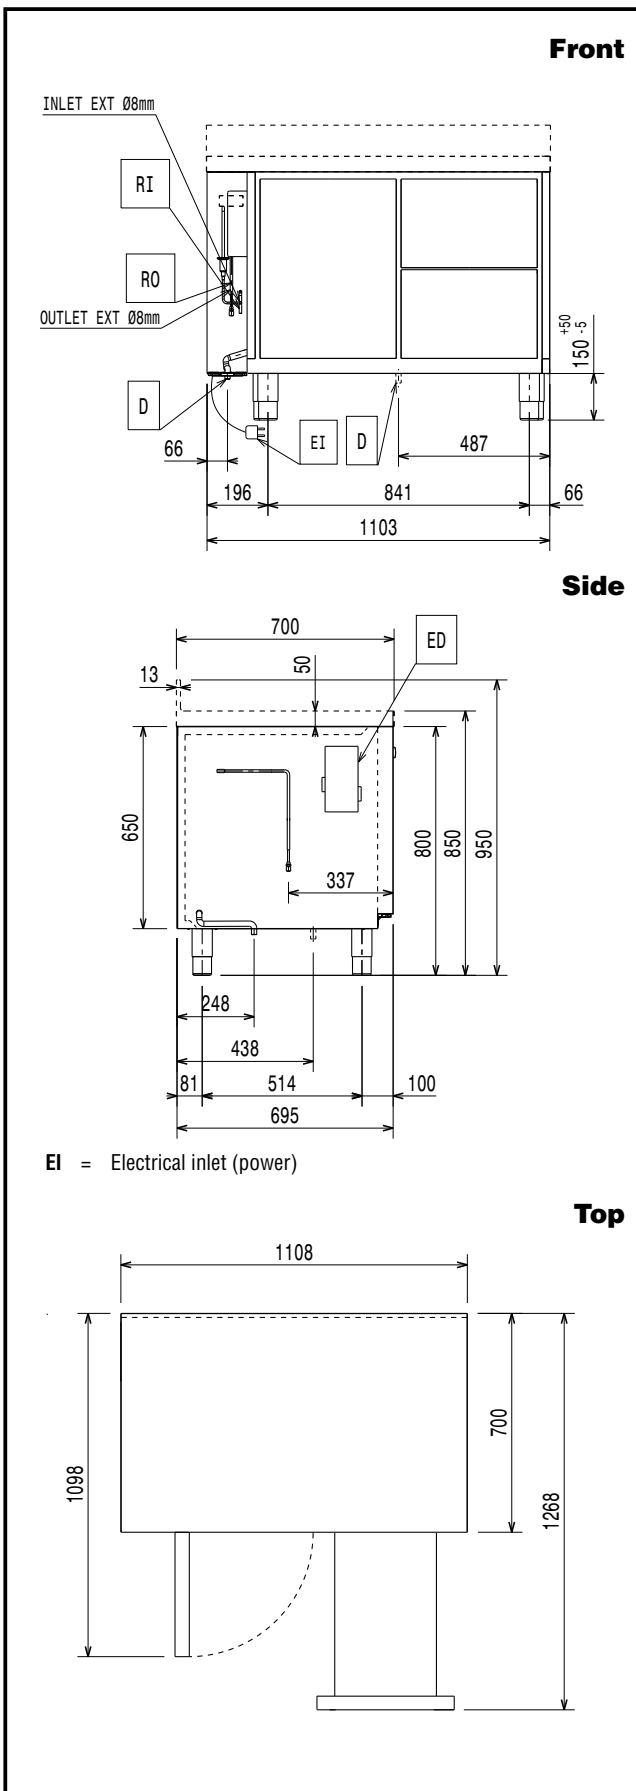 Front
INLET EXT Ø8mm
RI
RO
OUTLET EXT Ø8mm
+50
-5
150
D
EI
D
66
487
196
841
66
1103
Side
700
ED
50
13
650
800
850
950
337
248
438
81
514
100
695
EI = Electrical inlet (power)
Top
1108
1098
700
1268